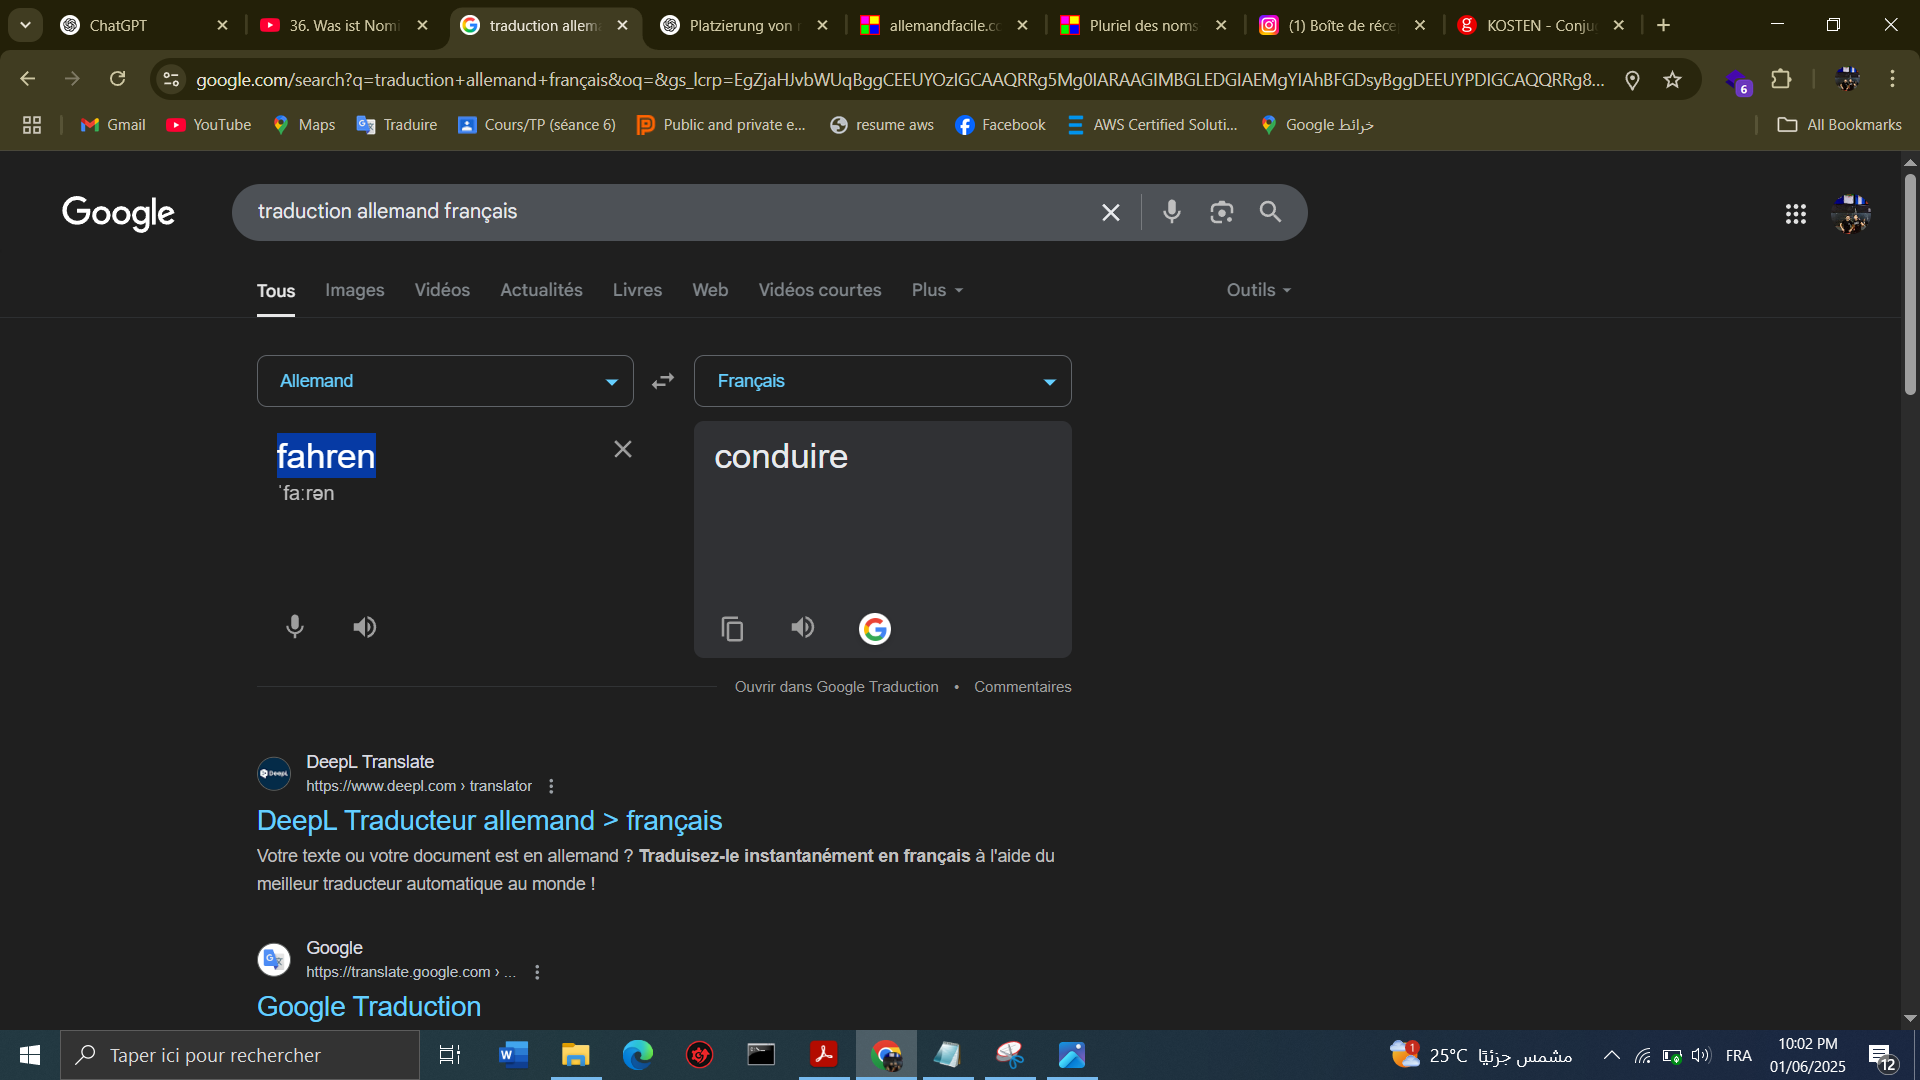 ChatGPT
36. Was ist Nomi
traduction allema
Platzierung von
allemandfacile.co
Pluriel des noms
(1) Boîte de réce
KOSTEN - Conju
google.com/search?q=traduction+allemand+français&oq=&gs_lcrp=EgZjaHJvbWUqBggCEEUYOzIGCAAQRRg5Mg0IARAAGIMBGLEDGIAEMgYIAhBFGDsyBggDEEUYPDIGCAQQRRg8...
6
Gmail
YouTube
Maps
Traduire
Cours/TP (séance 6)
Public and private e...
resume aws
Facebook
AWS Certified Soluti...
Google خرائط
All Bookmarks
Google
traduction allemand français
Tous
Images
Vidéos
Actualités
Livres
Web
Vidéos courtes
Plus
Outils
Allemand
Français
fahren
ˈfaːrən
conduire
Ouvrir dans Google Traduction • Commentaires
DeepL
DeepL Translate
https://www.deepl.com › translator
DeepL Traducteur allemand > français
Votre texte ou votre document est en allemand ? Traduisez-le instantanément en français à l'aide du
meilleur traducteur automatique au monde !
Google
https://translate.google.com › ...
Google Traduction
Taper ici pour rechercher
1
25°C مشمس جزئيًا
FRA
10:02 PM
01/06/2025
12